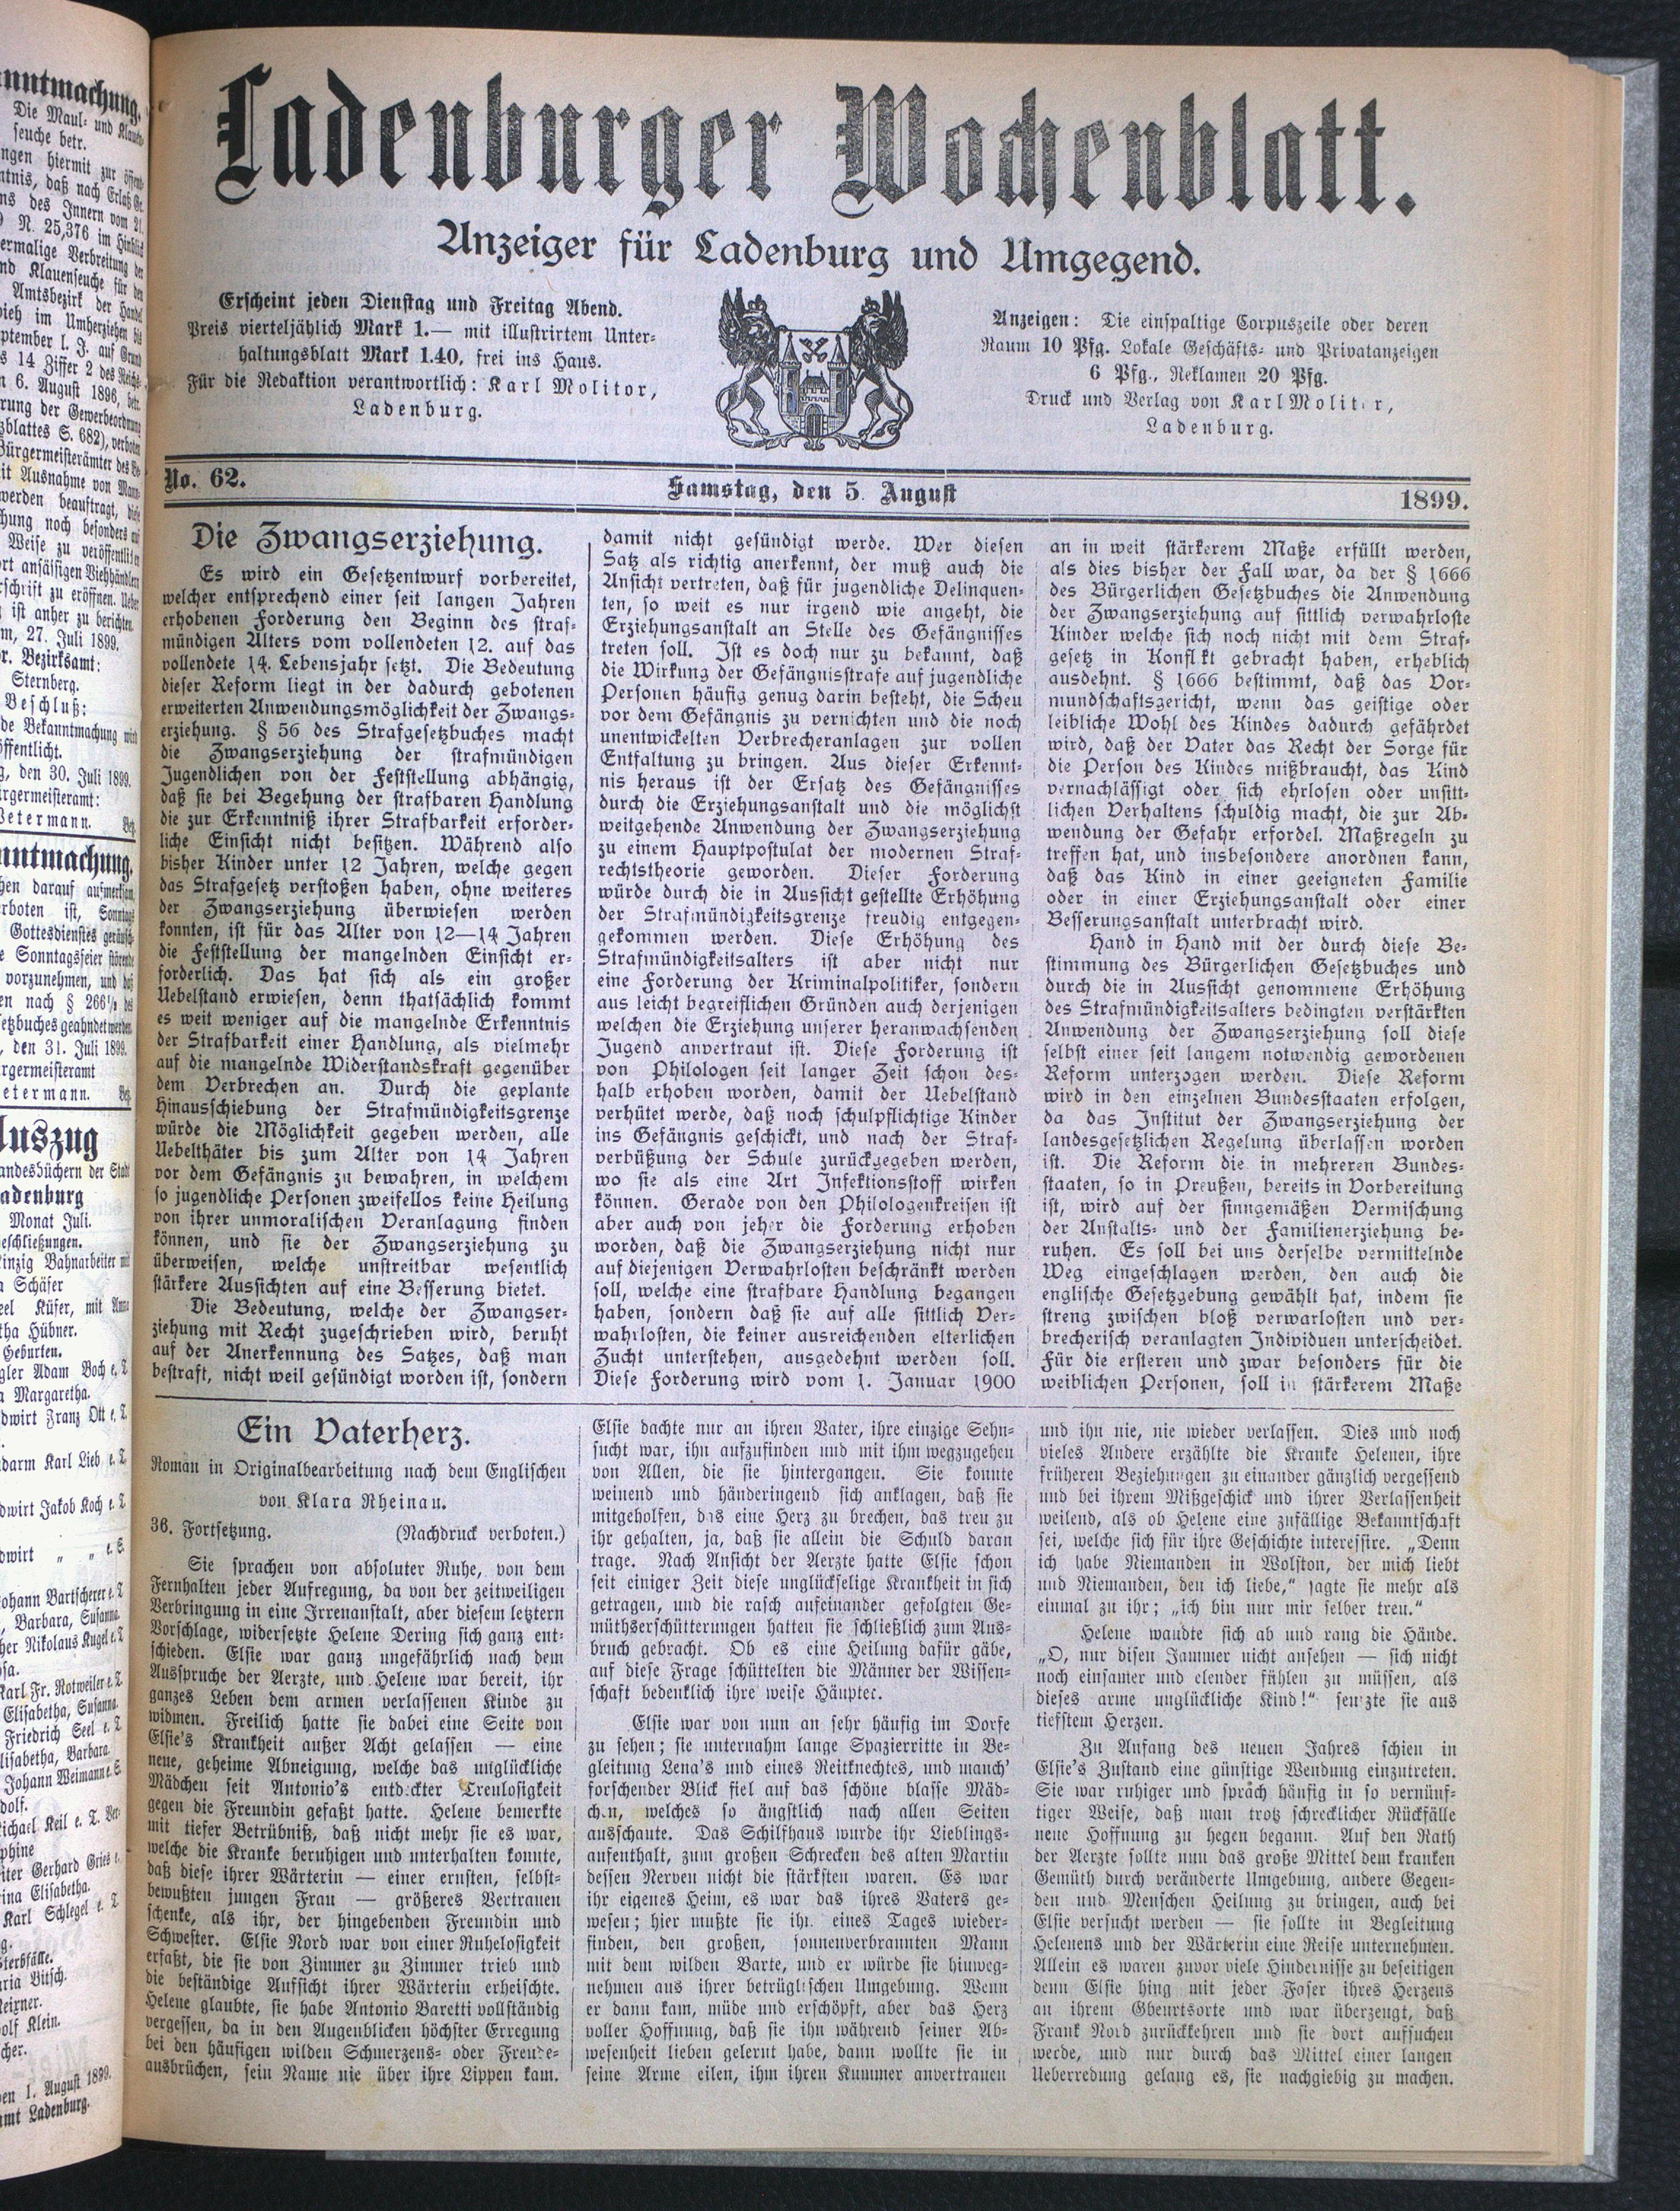 Ladenburger Wochenblatt.
Anzeiger für Ladenburg und Umgegend.
Erscheint jeden Dienstag und Freitag Abend.
Preis vierteljählich Mark 1.— mit illustrirtem Unter-
haltungsblatt Mark 1.40, frei ins Haus.
Für die Redaktion verantwortlich: Karl Molitor,
Ladenburg.
Anzeigen: Die einspaltige Corpuszeile oder deren
Raum 10 Pfg. Lokale Geschäfts- und Privatanzeigen
6 Pfg., Reklamen 20 Pfg.
Druck und Verlag von Karl Molitor,
Ladenburg.
No. 62.
Samstag, den 5. August
1899.
Die Zwangserziehung.
Es wird ein Gesetzentwurf vorbereitet,
welcher entsprechend einer seit langen Jahren
erhobenen Forderung den Beginn des straf-
mündigen Alters vom vollendeten 12. auf das
vollendete 14. Lebensjahr setzt. Die Bedeutung
dieser Reform liegt in der dadurch gebotenen
erweiterten Anwendungsmöglichkeit der Zwangs-
erziehung. § 56 des Strafgesetzbuches macht
die Zwangserziehung der strafmündigen
Jugendlichen von der Feststellung abhängig,
daß sie bei Begehung der strafbaren Handlung
die zur Erkenntniß ihrer Strafbarkeit erforder-
liche Einsicht nicht besitzen. Während also
bisher Kinder unter 12 Jahren, welche gegen
das Strafgesetz verstoßen haben, ohne weiteres
der Zwangserziehung überwiesen werden
konnten, ist für das Alter von 12—14 Jahren
die Feststellung der mangelnden Einsicht er-
forderlich. Das hat sich als ein großer
Uebelstand erwiesen, denn thatsächlich kommt
es weit weniger auf die mangelnde Erkenntnis
der Strafbarkeit einer Handlung, als vielmehr
auf die mangelnde Widerstandskraft gegenüber
dem Verbrechen an. Durch die geplante
Hinausschiebung der Strafmündigkeitsgrenze
würde die Möglichkeit gegeben werden, alle
Uebelthäter bis zum Alter von 14 Jahren
vor dem Gefängnis zu bewahren, in welchem
so jugendliche Personen zweifellos keine Heilung
von ihrer unmoralischen Veranlagung finden
können, und sie der Zwangserziehung zu
überweisen, welche unstreitbar wesentlich
stärkere Aussichten auf eine Besserung bietet.
Die Bedeutung, welche der Zwangser-
ziehung mit Recht zugeschrieben wird, beruht
auf der Anerkennung des Satzes, daß man
bestraft, nicht weil gesündigt worden ist, sondern
damit nicht gesündigt werde. Wer diesen
Satz als richtig anerkennt, der muß auch die
Ansicht vertreten, daß für jugendliche Delinquen-
ten, so weit es nur irgend wie angeht, die
Erziehungsanstalt an Stelle des Gefängnisses
treten soll. Ist es doch nur zu bekannt, daß
die Wirkung der Gefängnisstrafe auf jugendliche
Personen häufig genug darin besteht, die Scheu
vor dem Gefängnis zu vernichten und die noch
unentwickelten Verbrecheranlagen zur vollen
Entfaltung zu bringen. Aus dieser Erkennt-
nis heraus ist der Ersatz des Gefängnisses
durch die Erziehungsanstalt und die möglichst
weitgehende Anwendung der Zwangserziehung
zu einem Hauptpostulat der modernen Straf-
rechtstheorie geworden. Dieser Forderung
würde durch die in Aussicht gestellte Erhöhung
der Strafmündigkeitsgrenze freudig entgegen-
gekommen werden. Diese Erhöhung des
Strafmündigkeitsalters ist aber nicht nur
eine Forderung der Kriminalpolitiker, sondern
aus leicht begreiflichen Gründen auch derjenigen
welchen die Erziehung unserer heranwachsenden
Jugend anvertraut ist. Diese Forderung ist
von Philologen seit langer Zeit schon des-
halb erhoben worden, damit der Uebelstand
verhütet werde, daß noch schulpflichtige Kinder
ins Gefängnis geschickt, und nach der Straf-
verbüßung der Schule zurückgegeben werden,
wo sie als eine Art Infektionsstoff wirken
können. Gerade von den Philologenkreisen ist
aber auch von jeher die Forderung erhoben
worden, daß die Zwangserziehung nicht nur
auf diejenigen Verwahrlosten beschränkt werden
soll, welche eine strafbare Handlung begangen
haben, sondern daß sie auf alle sittlich Ver-
wahrlosten, die keiner ausreichenden elterlichen
Zucht unterstehen, ausgedehnt werden soll.
Diese Forderung wird vom 1. Januar 1900
an in weit stärkerem Maße erfüllt werden,
als dies bisher der Fall war, da der § 1666
des Bürgerlichen Gesetzbuches die Anwendung
der Zwangserziehung auf sittlich verwahrloste
Kinder welche sich noch nicht mit dem Straf-
gesetz in Konflkt gebracht haben, erheblich
ausdehnt. § 1666 bestimmt, daß das Vor-
mundschaftsgericht, wenn das geistige oder
leibliche Wohl des Kindes dadurch gefährdet
wird, daß der Vater das Recht der Sorge für
die Person des Kindes mißbraucht, das Kind
vernachlässigt oder sich ehrlosen oder unsitt-
lichen Verhaltens schuldig macht, die zur Ab-
wendung der Gefahr erfordel. Maßregeln zu
treffen hat, und insbesondere anordnen kann,
daß das Kind in einer geeigneten Familie
oder in einer Erziehungsanstalt oder einer
Besserungsanstalt unterbracht wird.
Hand in Hand mit der durch diese Be-
stimmung des Bürgerlichen Gesetzbuches und
durch die in Aussicht genommene Erhöhung
des Strafmündigkeitsalters bedingten verstärkten
Anwendung der Zwangserziehung soll diese
selbst einer seit langem notwendig gewordenen
Reform unterzogen werden. Diese Reform
wird in den einzelnen Bundesstaaten erfolgen,
da das Institut der Zwangserziehung der
landesgesetzlichen Regelung überlassen worden
ist. Die Reform die in mehreren Bundes-
staaten, so in Preußen, bereits in Vorbereitung
ist, wird auf der sinngemäßen Vermischung
der Anstalts- und der Familienerziehung be-
ruhen. Es soll bei uns derselbe vermittelnde
Weg eingeschlagen werden, den auch die
englische Gesetzgebung gewählt hat, indem sie
streng zwischen bloß verwarlosten und ver-
brecherisch veranlagten Individuen unterscheidet.
Für die ersteren und zwar besonders für die
weiblichen Personen, soll in stärkerem Maße
Ein Vaterherz.
Roman in Originalbearbeitung nach dem Englischen
von Klara Rheinau.
36. Fortsetzung. (Nachdruck verboten.)
Sie sprachen von absoluter Ruhe, von dem
Fernhalten jeder Aufregung, da von der zeitweiligen
Verbringung in eine Irrenanstalt, aber diesem letztern
Vorschlage, widersetzte Helene Dering sich ganz ent-
schieden. Elsie war ganz ungefährlich nach dem
Ausspruche der Aerzte, und Helene war bereit, ihr
ganzes Leben dem armen verlassenen Kinde zu
widmen. Freilich hatte sie dabei eine Seite von
Elsie's Krankheit außer Acht gelassen — eine
neue, geheime Abneigung, welche das unglückliche
Mädchen seit Antonio's entdeckter Treulosigkeit
gegen die Freundin gefaßt hatte. Helene bemerkte
mit tiefer Betrübniß, daß nicht mehr sie es war,
welche die Kranke beruhigen und unterhalten konnte,
daß diese ihrer Wärterin — einer ernsten, selbst-
bewußten jungen Frau — größeres Vertrauen
schenke, als ihr, der hingebenden Freundin und
Schwester. Elsie Nord war von einer Ruhelosigkeit
erfaßt, die sie von Zimmer zu Zimmer trieb und
die beständige Aufsicht ihrer Wärterin erheischte.
Helene glaubte, sie habe Antonio Baretti vollständig
vergessen, da in den Augenblicken höchster Erregung
bei den häufigen wilden Schmerzens- oder Freude-
ausbrüchen, sein Name nie über ihre Lippen kam.
Elsie dachte nur an ihren Vater, ihre einzige Sehn-
sucht war, ihn aufzufinden und mit ihm wegzugehen
von Allen, die sie hintergangen. Sie konnte
weinend und händeringend sich anklagen, daß sie
mitgeholfen, das eine Herz zu brechen, das treu zu
ihr gehalten, ja, daß sie allein die Schuld daran
trage. Nach Ansicht der Aerzte hatte Elsie schon
seit einiger Zeit diese unglückselige Krankheit in sich
getragen, und die rasch aufeinander gefolgten Ge-
müthserschütterungen hatten sie schließlich zum Aus-
bruch gebracht. Ob es eine Heilung dafür gäbe,
auf diese Frage schüttelten die Männer der Wissen-
schaft bedenklich ihre weise Häupter.
Elsie war von nun an sehr häufig im Dorfe
zu sehen; sie unternahm lange Spazierritte in Be-
gleitung Lena's und eines Reitknechtes, und manch'
forschender Blick fiel auf das schöne blasse Mäd-
chen, welches so ängstlich nach allen Seiten
ausschaute. Das Schilfhaus wurde ihr Lieblings-
aufenthalt, zum großen Schrecken des alten Martin
dessen Nerven nicht die stärksten waren. Es war
ihr eigenes Heim, es war das ihres Vaters ge-
wesen; hier mußte sie ihn eines Tages wieder-
finden, den großen, sonnenverbrannten Mann
mit dem wilden Barte, und er würde sie hinweg-
nehmen aus ihrer betrüglischen Umgebung. Wenn
er dann kam, müde und erschöpft, aber das Herz
voller Hoffnung, daß sie ihn während seiner Ab-
wesenheit lieben gelernt habe, dann wollte sie in
seine Arme eilen, ihm ihren Kummer anvertrauen
und ihn nie, nie wieder verlassen. Dies und noch
vieles Andere erzählte die Kranke Helenen, ihre
früheren Beziehungen zu einander gänzlich vergessend
und bei ihrem Mißgeschick und ihrer Verlassenheit
weilend, als ob Helene eine zufällige Bekanntschaft
sei, welche sich für ihre Geschichte interessire. „Denn
ich habe Niemanden in Wolston, der mich liebt
und Niemanden, den ich liebe,“ sagte sie mehr als
einmal zu ihr; „ich bin nur mir selber treu.“
Helene wandte sich ab und rang die Hände.
„O, nur disen Jammer nicht ansehen — sich nicht
noch einsamer und elender fühlen zu müssen, als
dieses arme unglückliche Kind!“ seufzte sie aus
tiefstem Herzen.
Zu Anfang des neuen Jahres schien in
Elsie's Zustand eine günstige Wendung einzutreten.
Sie war ruhiger und sprach häufig in so vernünf-
tiger Weise, daß man trotz schrecklicher Rückfälle
neue Hoffnung zu hegen begann. Auf den Rath
der Aerzte sollte nun das große Mittel dem kranken
Gemüth durch veränderte Umgebung, andere Gegen-
den und Menschen Heilung zu bringen, auch bei
Elsie versucht werden — sie sollte in Begleitung
Helenens und der Wärterin eine Reise unternehmen.
Allein es waren zuvor viele Hindernisse zu beseitigen
denn Elsie hing mit jeder Faser ihres Herzens
an ihrem Gbeurtsorte und war überzeugt, daß
Frank Nord zurückkehren und sie dort aufsuchen
werde, und nur durch das Mittel einer langen
Ueberredung gelang es, sie nachgiebig zu machen.